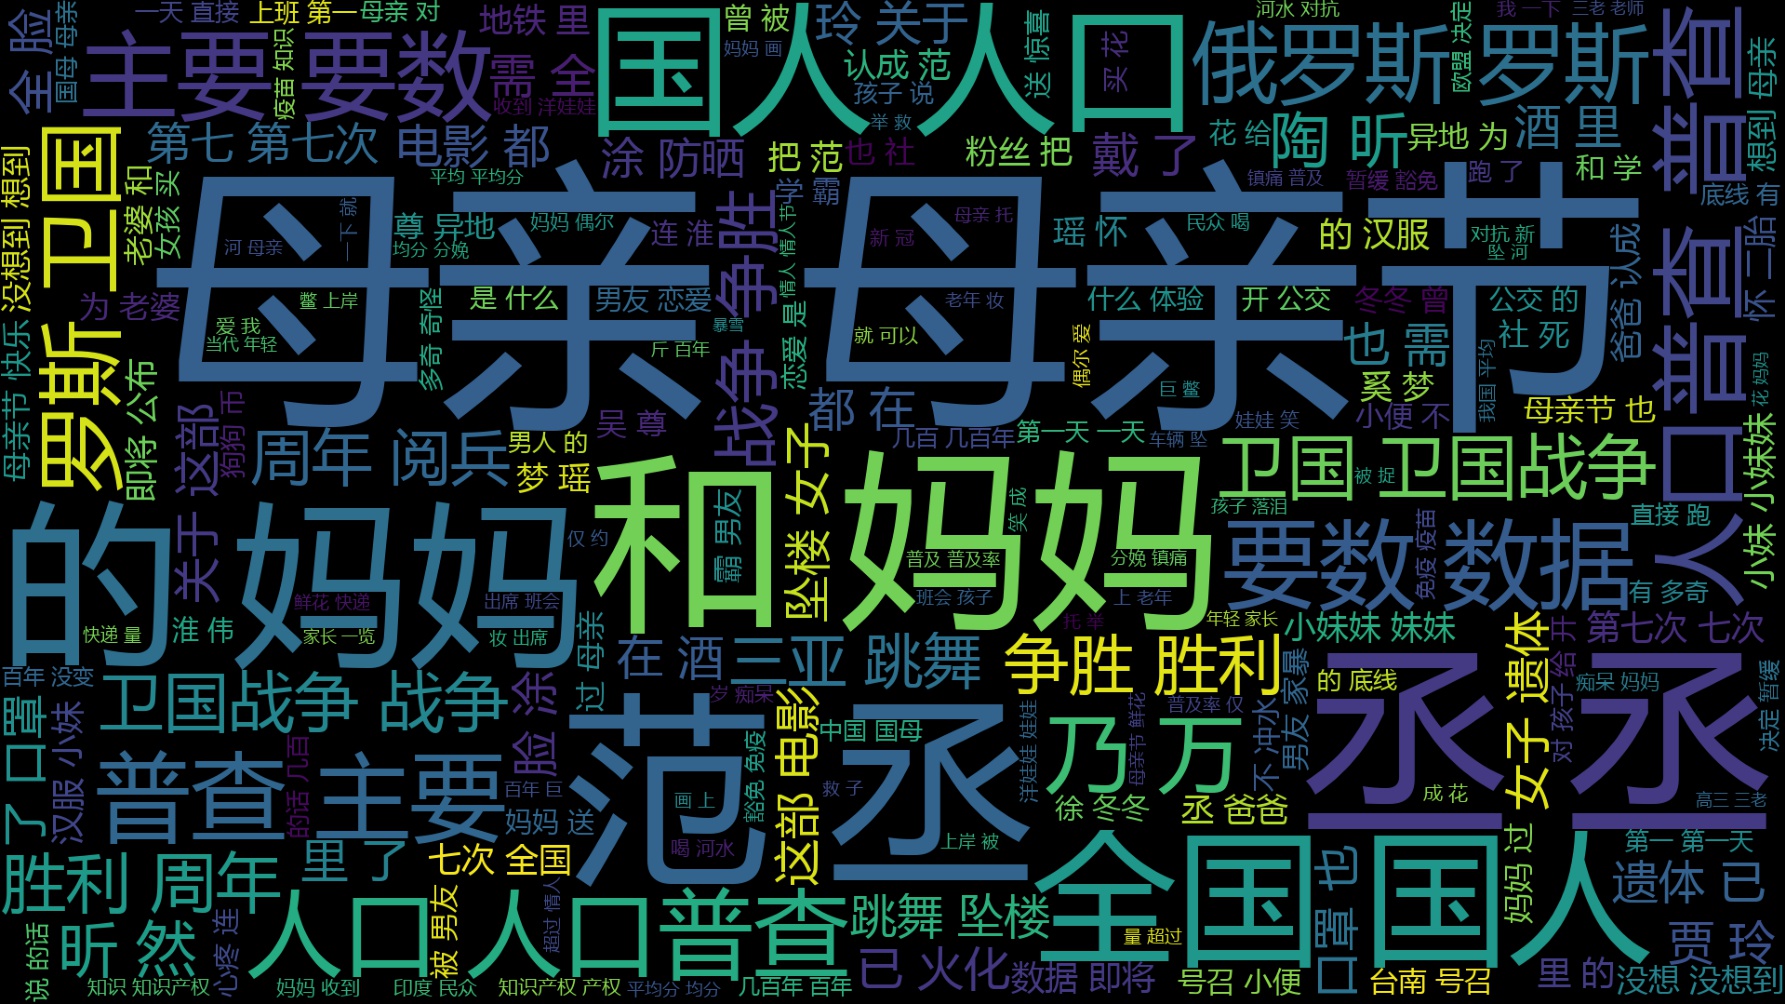 一天 直接
上班 第一
母亲 对
地铁 里
国人 人口
曾 被
妈妈 画
玲 关于
河水 对抗
我 一下
三老 老师
全 脸
国母 母亲
疫苗 知识
主要 要数
需 全
收到 洋娃娃
认成 范
孩子 说
送 惊喜
买 花
俄罗斯 罗斯
欧盟 决定
普查 普查
想到 母亲
举 救
第七 第七次
电影 都
涂 防晒
把 范
也 社
粉丝 把
戴 了
花 给
陶 昕
异地 为
酒 里
和 学
跑 了
底线 有
没想到 想到
罗斯 卫国
老婆 和
女孩 买
平均 平均分
母亲 母亲节
学 霸
镇痛 普及
暂缓 豁免
一下 就
河 母亲
尊 异地
均分 分娩
妈妈 偶尔
连 淮
战争 争胜
情人 情人节
新 冠
母亲 托
瑶 怀
民众 喝
的 汉服
对抗 新
坠 河
爸爸 认成
怀 二胎
为 老婆
鳖 上岸
是 什么
男友 恋爱
老年 妆
什么 体验
开 公交
冬冬 曾
公交 的
母亲节 快乐
爱 我
当代 年轻
多奇 奇怪
暴雪
恋爱 是
斤 百年
就 可以
偶尔 爱
也 需
社 死
我国 平均
即将 公布
这部
狗狗 币
巨 鳖
奚 梦
小便 不
母亲节 也
花 妈妈
人口 普查
小妹 小妹妹
都 在
吴 尊
娃娃 笑
周年 阅兵
男人 的
梦 瑶
几百 几百年
第一天 一天
车辆 坠
卫国 卫国战争
被 捉
和 妈妈
坠楼 女子
笑 成
孩子 落泪
直接 跑
的 妈妈
关于
仅 约
霸 男友
普及 普及率
分娩 镇痛
要数 数据
免疫 疫苗
有 多奇
鲜花 快递
出席 班会
班会 孩子
上 老年
快递 量
淮 伟
家长 一览
妆 出席
过 母亲
托 举
年轻 家长
小妹妹 妹妹
女子 遗体
第七次 七次
百年 没变
在 酒
三亚 跳舞
争胜 胜利
的 底线
痴呆 妈妈
决定 暂缓
了 口罩
汉服 小妹
卫国战争 战争
涂 脸
岁 痴呆
范 丞
这部 电影
中国 国母
普及率 仅
母亲节 鲜花
洋娃娃 娃娃
乃 万
不 冲水
男友 家暴
丞 丞
对 孩子
给 开
普查 主要
的话 几百
百年 巨
妈妈 送
豁免 免疫
画 上
救 子
徐 冬冬
丞 爸爸
成 花
高三 三老
喝 河水
上岸 被
胜利 周年
里 了
七次 全国
全国 国人
妈妈 过
第一 第一天
说 的话
昕 然
心疼 连
人口 人口普查
被 男友
超过 情人
跳舞 坠楼
量 超过
口罩 也
遗体 已
贾 玲
知识 知识产权
妈妈 收到
印度 民众
知识产权 产权
平均分 均分
几百年 百年
已 火化
数据 即将
号召 小便
台南 号召
里 的
没想 没想到